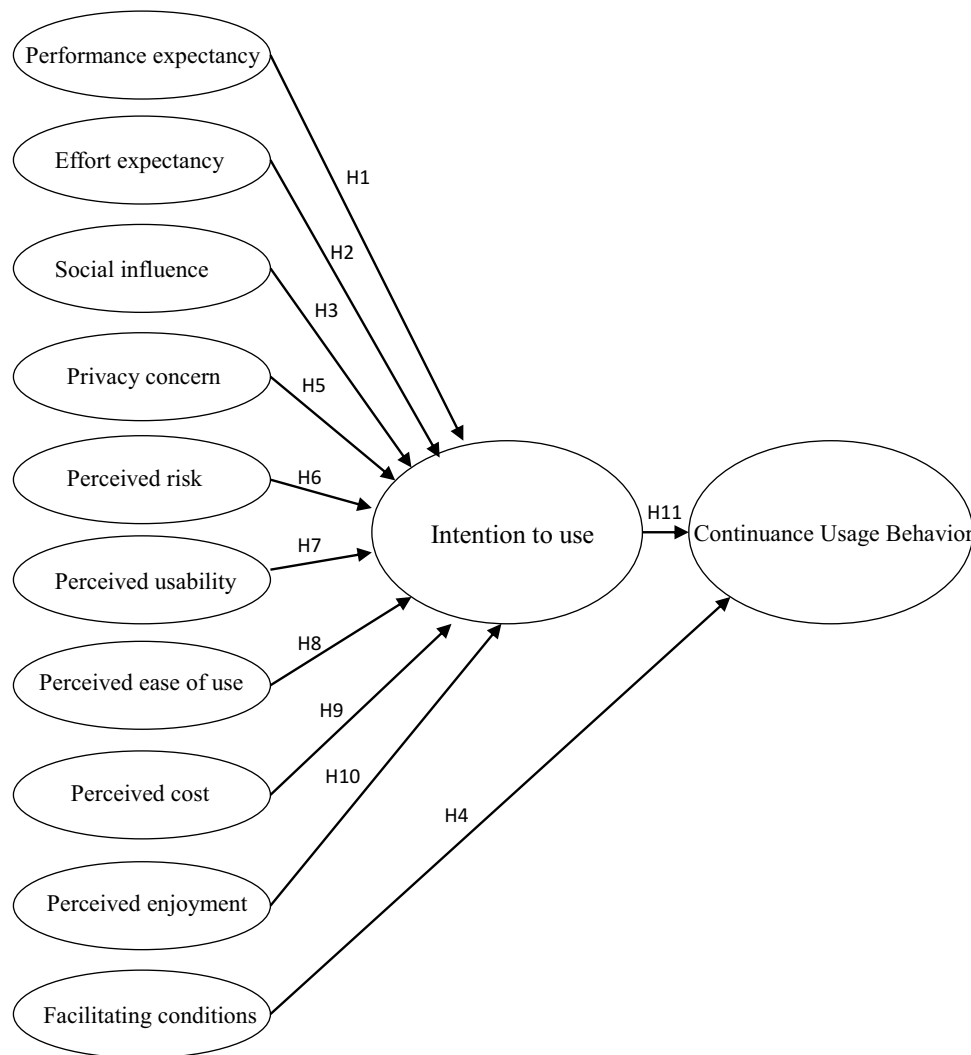 Performance expectancy
Effort expectancy
H1
H2
Social influence
H3
Privacy concern
H5
Perceived risk
H6
H7
Perceived usability
Intention to use
H11
Continuance Usage Behavior
H8
Perceived ease of use
H9
Perceived cost
H10
H4
Perceived enjoyment
Facilitating conditions